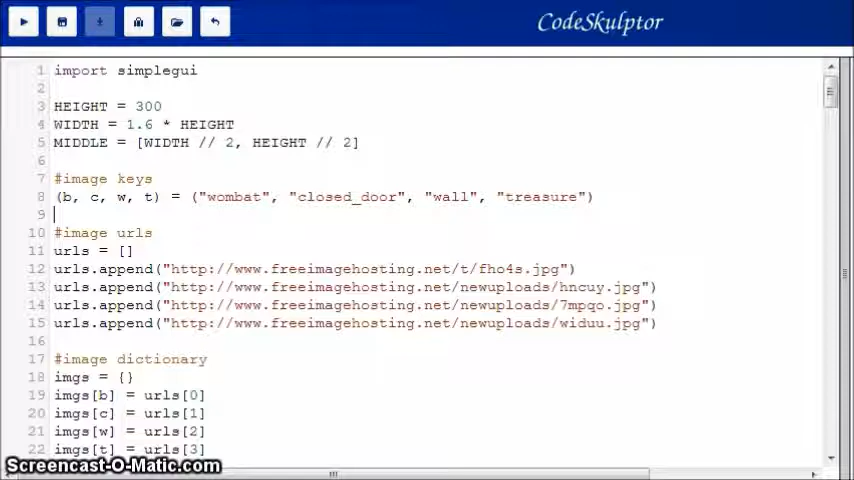 CodeSkulptor
1 import simplegui
2
3 HEIGHT = 300
4 WIDTH = 1.6 * HEIGHT
5 MIDDLE = [WIDTH // 2, HEIGHT // 2]
6
7 #image keys
8 (b, c, w, t) = ("wombat", "closed_door", "wall", "treasure")
9
10 #image urls
11 urls = []
12 urls.append("http://www.freeimagehosting.net/t/fho4s.jpg")
13 urls.append("http://www.freeimagehosting.net/newuploads/hncuy.jpg")
14 urls.append("http://www.freeimagehosting.net/newuploads/7mpqo.jpg")
15 urls.append("http://www.freeimagehosting.net/newuploads/widuu.jpg")
16
17 #image dictionary
18 imgs = {}
19 imgs[b] = urls[0]
20 imgs[c] = urls[1]
21 imgs[w] = urls[2]
22 imgs[t] = urls[3]
Screencast-O-Matic.com